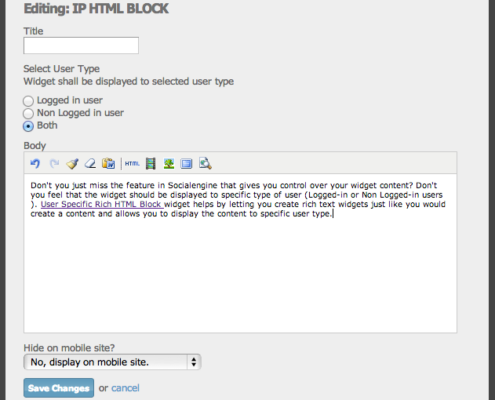 Editing: IP HTML BLOCK
Title
Select User Type
Widget shall be displayed to selected user type
Logged in user
Non Logged in user
Both
Body
HTML
Don't you just miss the feature in Socialengine that gives you control over your widget content? Don't
you feel that the widget should be displayed to specific type of user (Logged-in or Non Logged-in users
). User Specific Rich HTML Block widget helps by letting you create rich text widgets just like you would
create a content and allows you to display the content to specific user type.
Hide on mobile site?
No, display on mobile site.
Save Changes or cancel